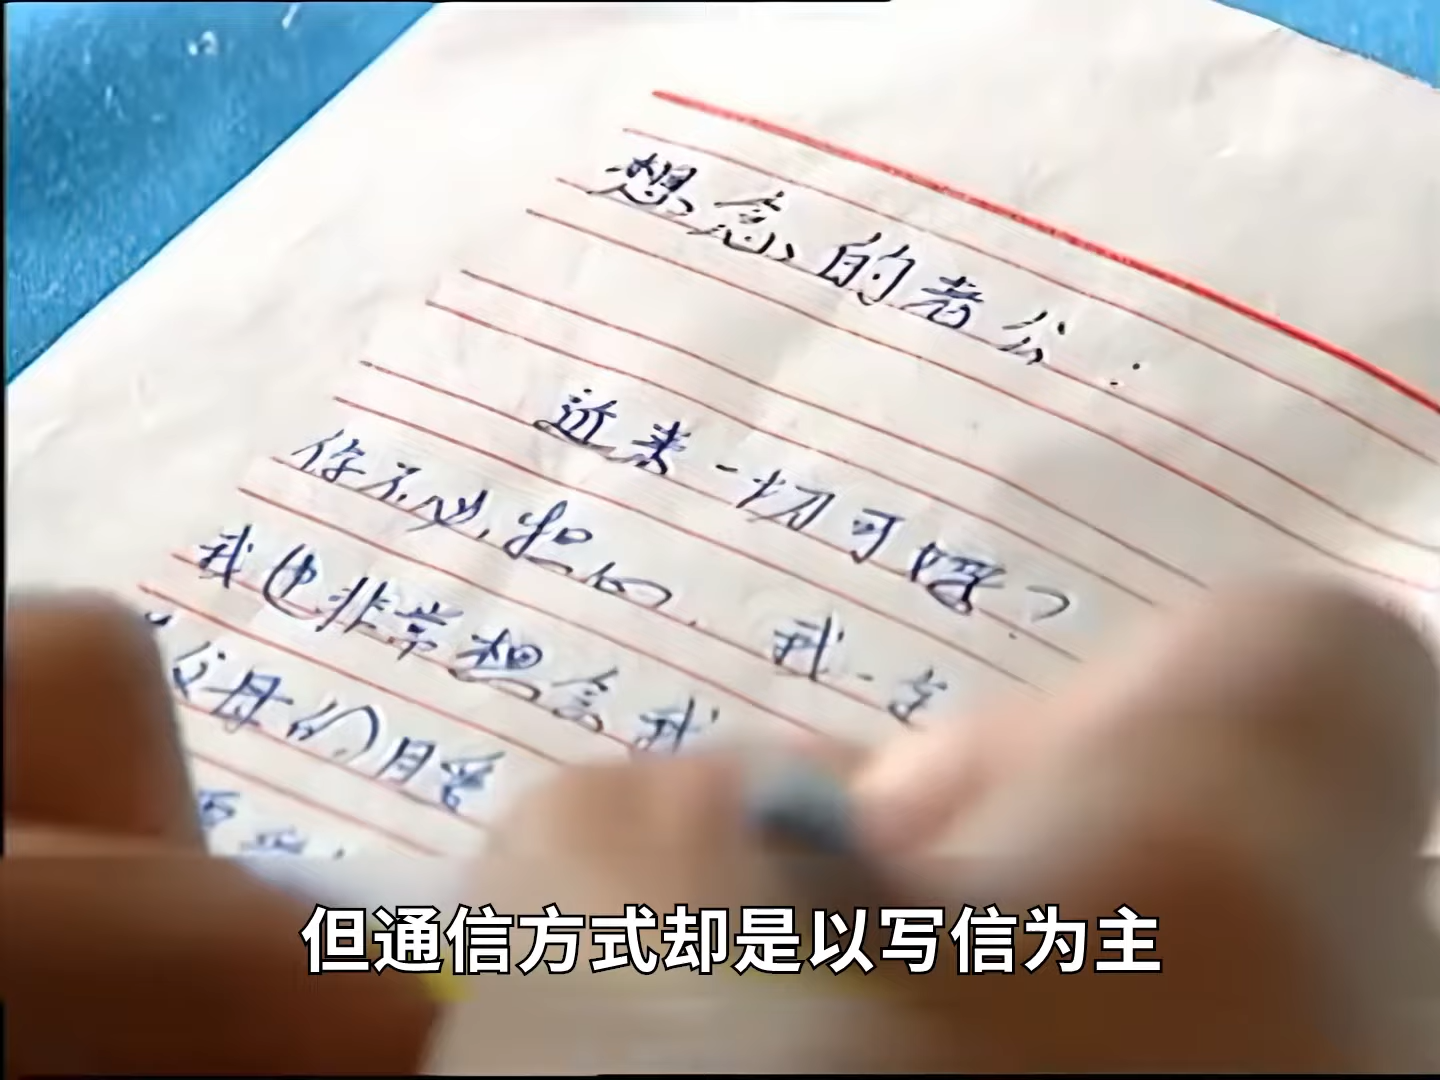 想念的老公：
近来一切可好？
你不必担心，我一
我也非常想念我
父母的月
但通信方式却是以写信为主